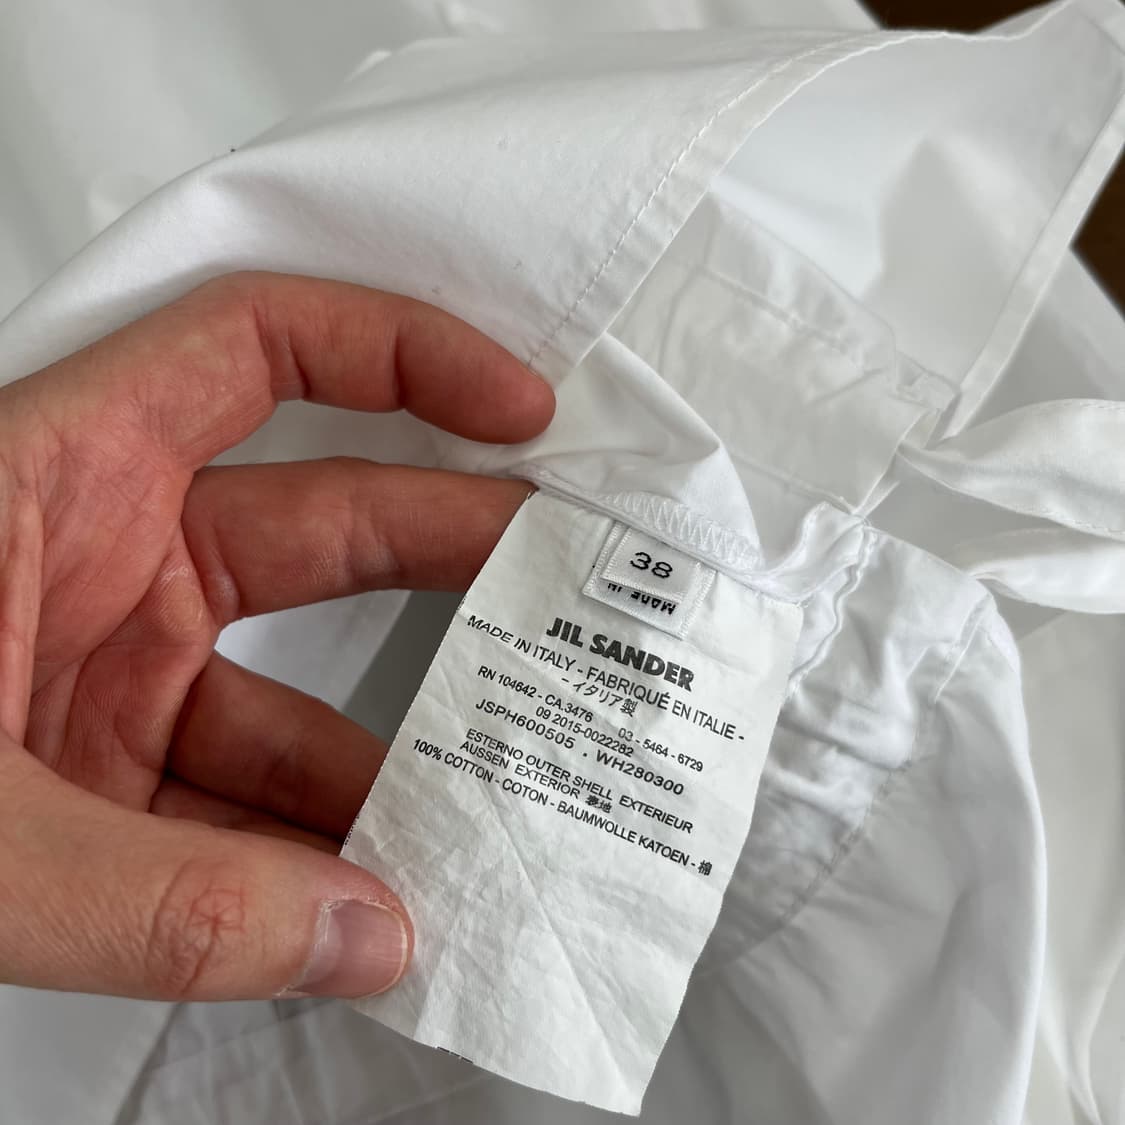 38
MADE IN
JIL SANDER
MADE IN ITALY - FABRIQUÉ EN ITALIE -
- イタリア製
RN 104642 - CA.3476 03 - 5464 - 6729
09 2015-0022282
JSPH600505 . WH280300
ESTERNO OUTER SHELL EXTERIEUR
AUSSEN EXTERIOR 表地
100% COTTON - COTON - BAUMWOLLE KATOEN - 棉